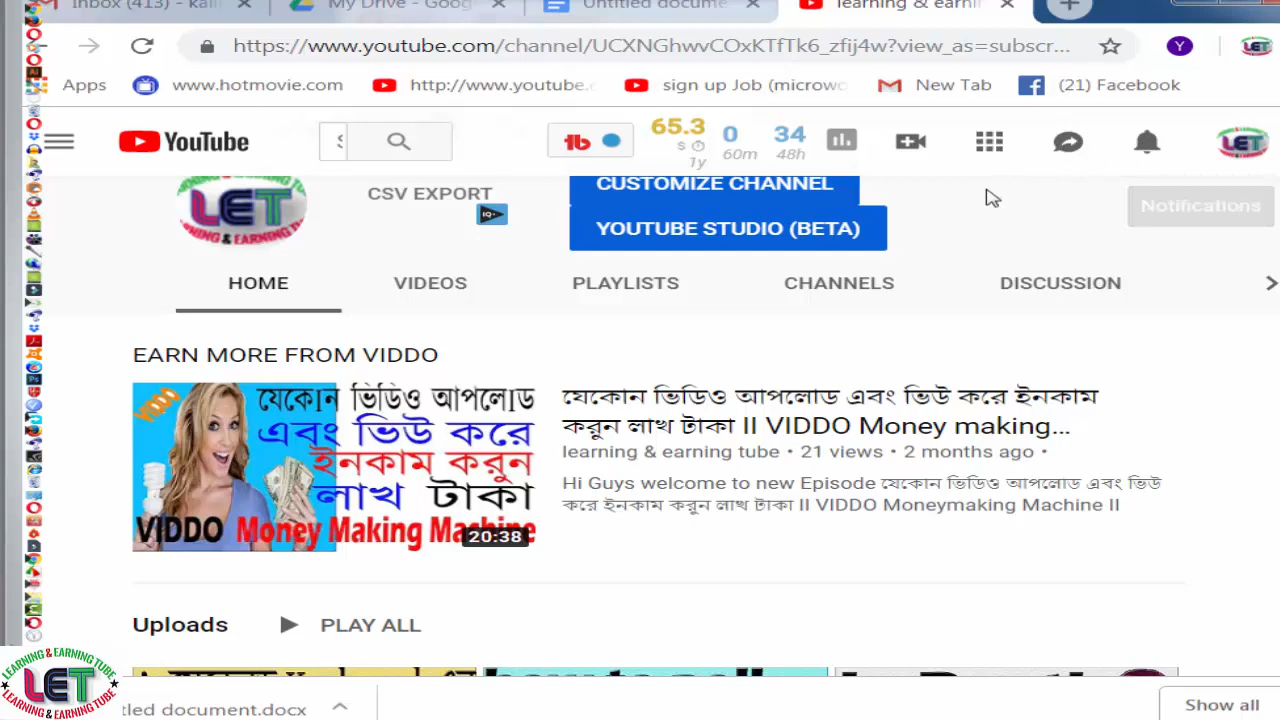 Inbox (413) - kali
My Drive - Goog
Untitled docume
learning & earnin
https://www.youtube.com/channel/UCXNGhwvCOxKTfTk6_zfij4w?view_as=subscr...
Y
Apps
www.hotmovie.com
http://www.youtube.
sign up Job (microwo
New Tab
(21) Facebook
YouTube
S
65.3
$
1y
0
60m
34
48h
LET
CSV EXPORT
IQ+
CUSTOMIZE CHANNEL
YOUTUBE STUDIO (BETA)
Notifications
HOME
VIDEOS
PLAYLISTS
CHANNELS
DISCUSSION
EARN MORE FROM VIDDO
VIDDO
যেকোন ভিডিও আপলোড
এবং ভিউ করে
ইনকাম করুন
লাখ টাকা
VIDDO Money Making Machine
20:38
যেকোন ভিডিও আপলোড এবং ভিউ করে ইনকাম
করুন লাখ টাকা II VIDDO Money making...
learning & earning tube • 21 views • 2 months ago •
Hi Guys welcome to new Episode যেকোন ভিডিও আপলোড এবং ভিউ
করে ইনকাম করুন লাখ টাকা II VIDDO Moneymaking Machine II
Uploads
PLAY ALL
LEARNING & EARNING TUBE
LET
LEARNING & EARNING TUBE
tled document.docx
Show all